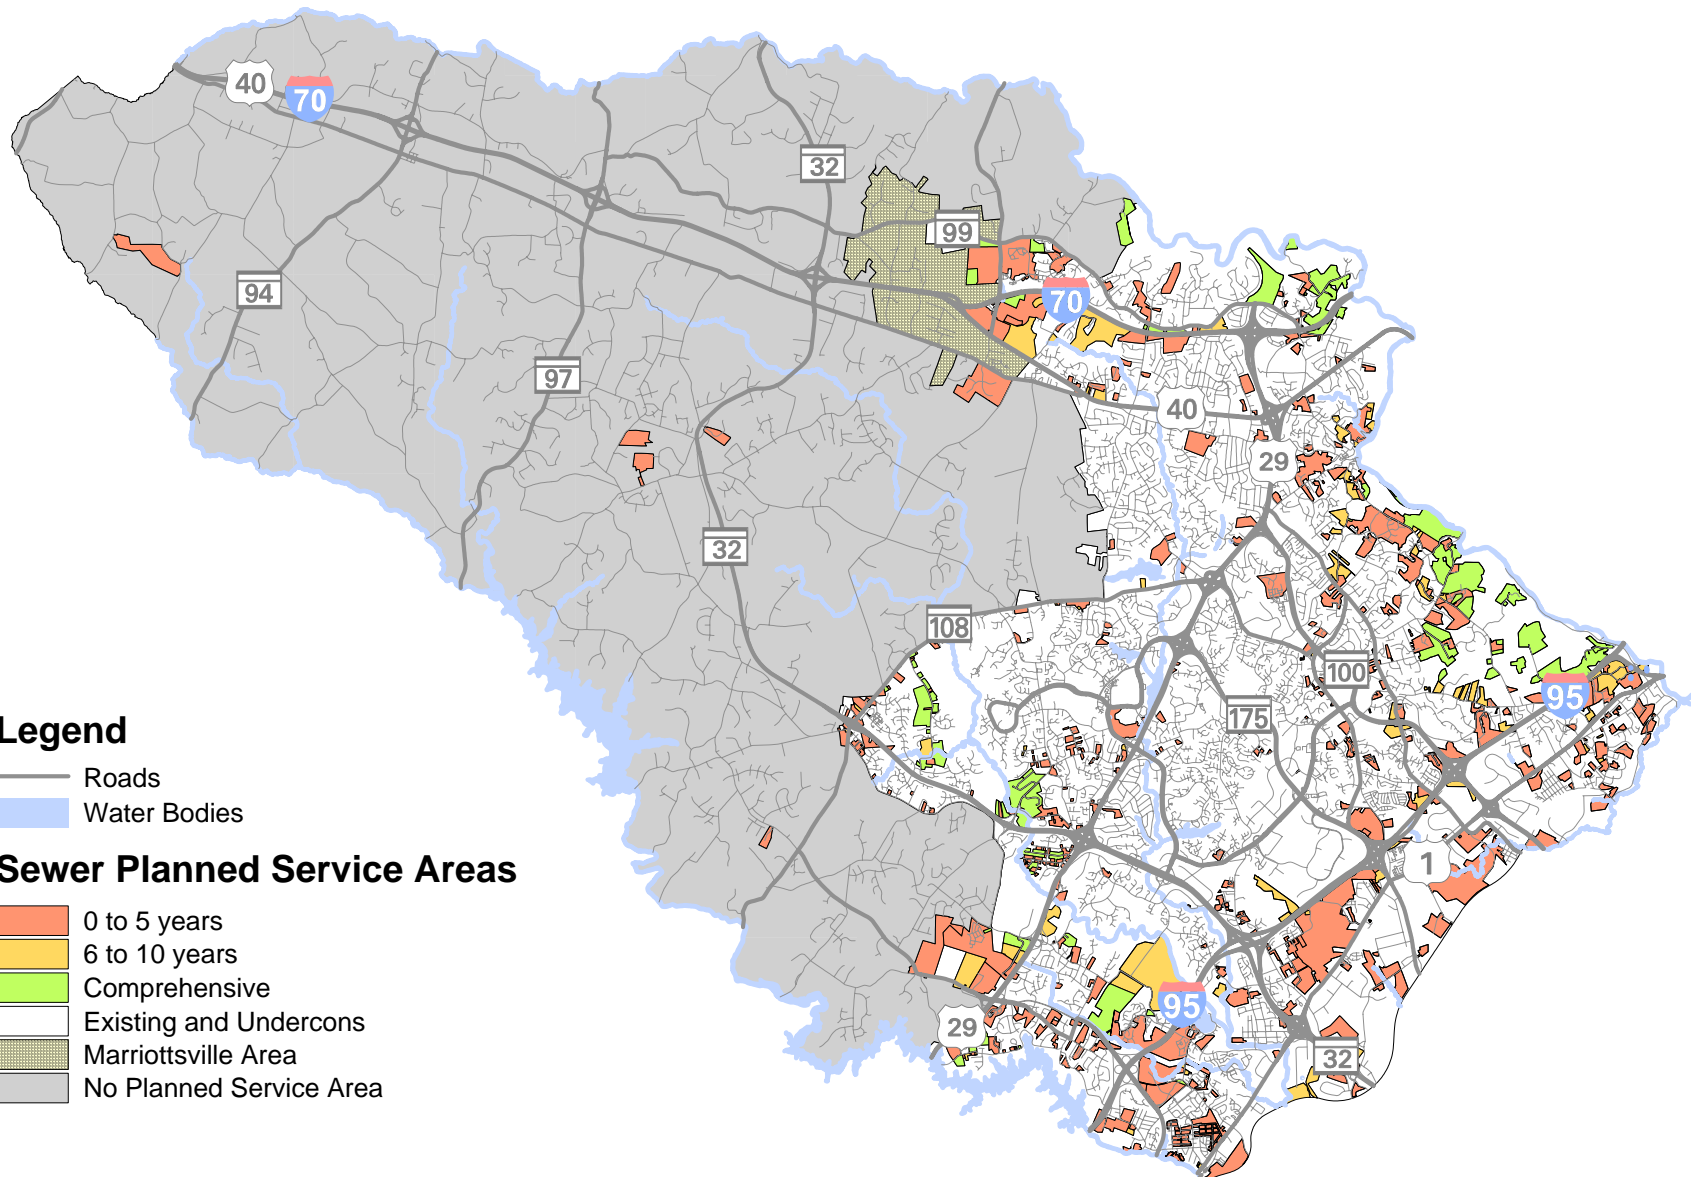 40
70
32
99
94
70
97
40
29
32
108
100
175
95
Legend
Roads
Water Bodies
Sewer Planned Service Areas
1
0 to 5 years
6 to 10 years
Comprehensive
95
Existing and Undercons
29
Marriottsville Area
32
No Planned Service Area